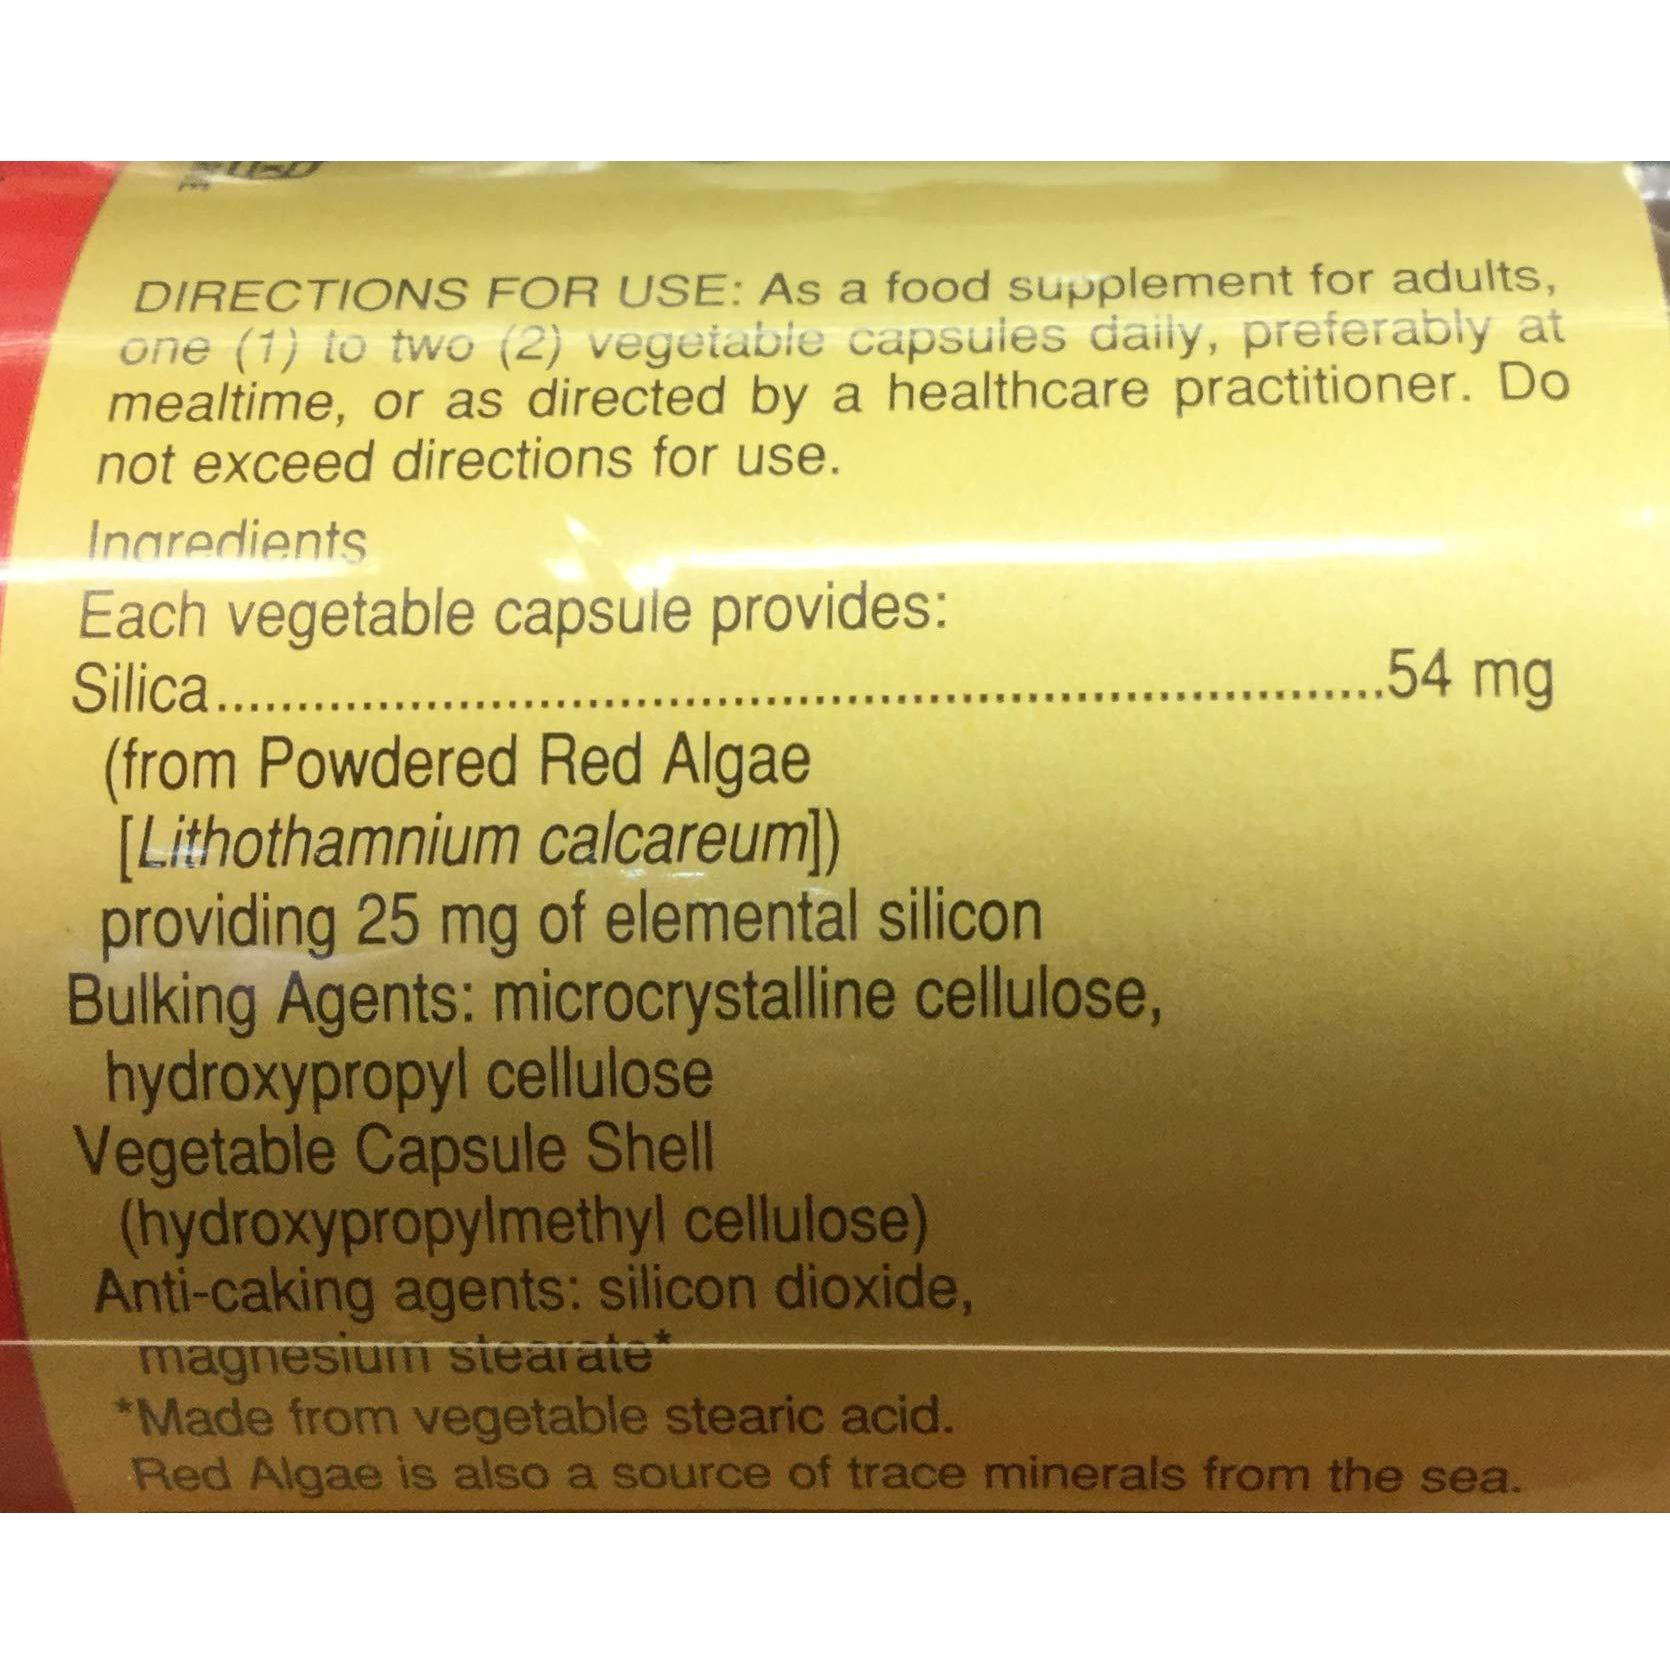 DIRECTIONS FOR USE: As a food supplement for adults,
one (1) to two (2) vegetable capsules daily, preferably at
mealtime, or as directed by a healthcare practitioner. Do
not exceed directions for use.
Ingredients
Each vegetable capsule provides:
Silica..........................................................................54 mg
(from Powdered Red Algae
[Lithothamnium calcareum])
providing 25 mg of elemental silicon
Bulking Agents: microcrystalline cellulose,
hydroxypropyl cellulose
Vegetable Capsule Shell
(hydroxypropylmethyl cellulose)
Anti-caking agents: silicon dioxide,
magnesium stearate*
*Made from vegetable stearic acid.
Red Algae is also a source of trace minerals from the sea.